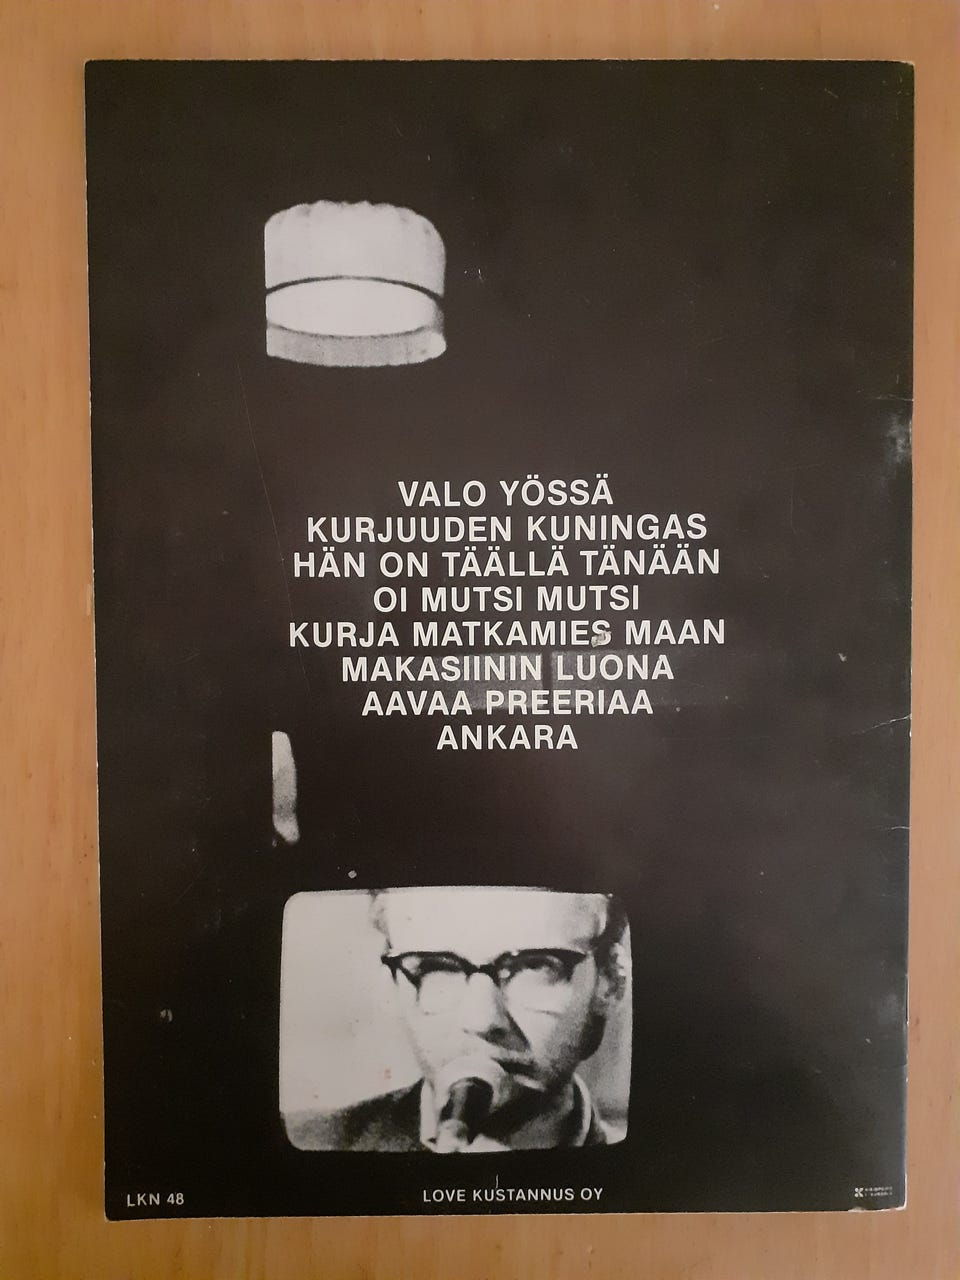 VALO YÖSSÄ
KURJUUDEN KUNINGAS
HÄN ON TÄÄLLÄ TÄNÄÄN
OI MUTSI MUTSI
KURJA MATKAMIES MAAN
MAKASIININ LUONA
AAVAA PREERIAA
ANKARA
LKN 48
LOVE KUSTANNUS OY